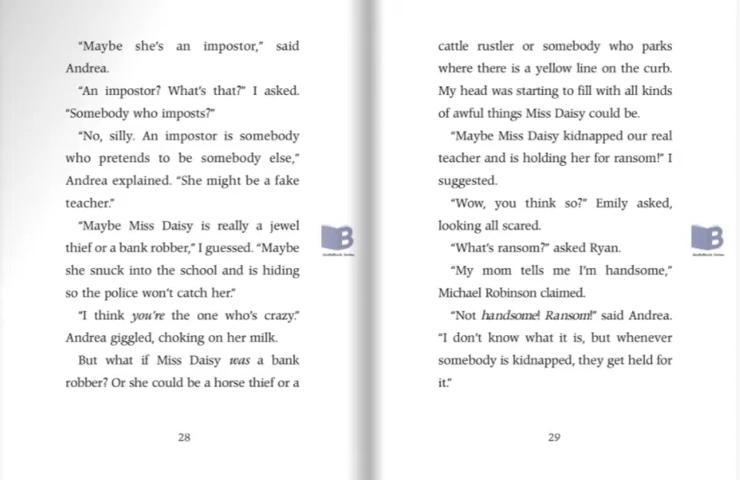 “Maybe she’s an impostor,” said
Andrea.
“An impostor? What’s that?” I asked.
“Somebody who imposts?”
“No, silly. An impostor is somebody
who pretends to be somebody else,”
Andrea explained. “She might be a fake
teacher.”
“Maybe Miss Daisy is really a jewel
thief or a bank robber,” I guessed. “Maybe
she snuck into the school and is hiding
so the police won’t catch her.”
“I think you’re the one who’s crazy.”
Andrea giggled, choking on her milk.
But what if Miss Daisy was a bank
robber? Or she could be a horse thief or a
28
B
cattle rustler or somebody who parks
where there is a yellow line on the curb.
My head was starting to fill with all kinds
of awful things Miss Daisy could be.
“Maybe Miss Daisy kidnapped our real
teacher and is holding her for ransom!” I
suggested.
“Wow, you think so?” Emily asked,
looking all scared.
“What’s ransom?” asked Ryan.
“My mom tells me I’m handsome,”
Michael Robinson claimed.
“Not handsome! Ransom!” said Andrea.
“I don’t know what it is, but whenever
somebody is kidnapped, they get held for
it.”
29
B